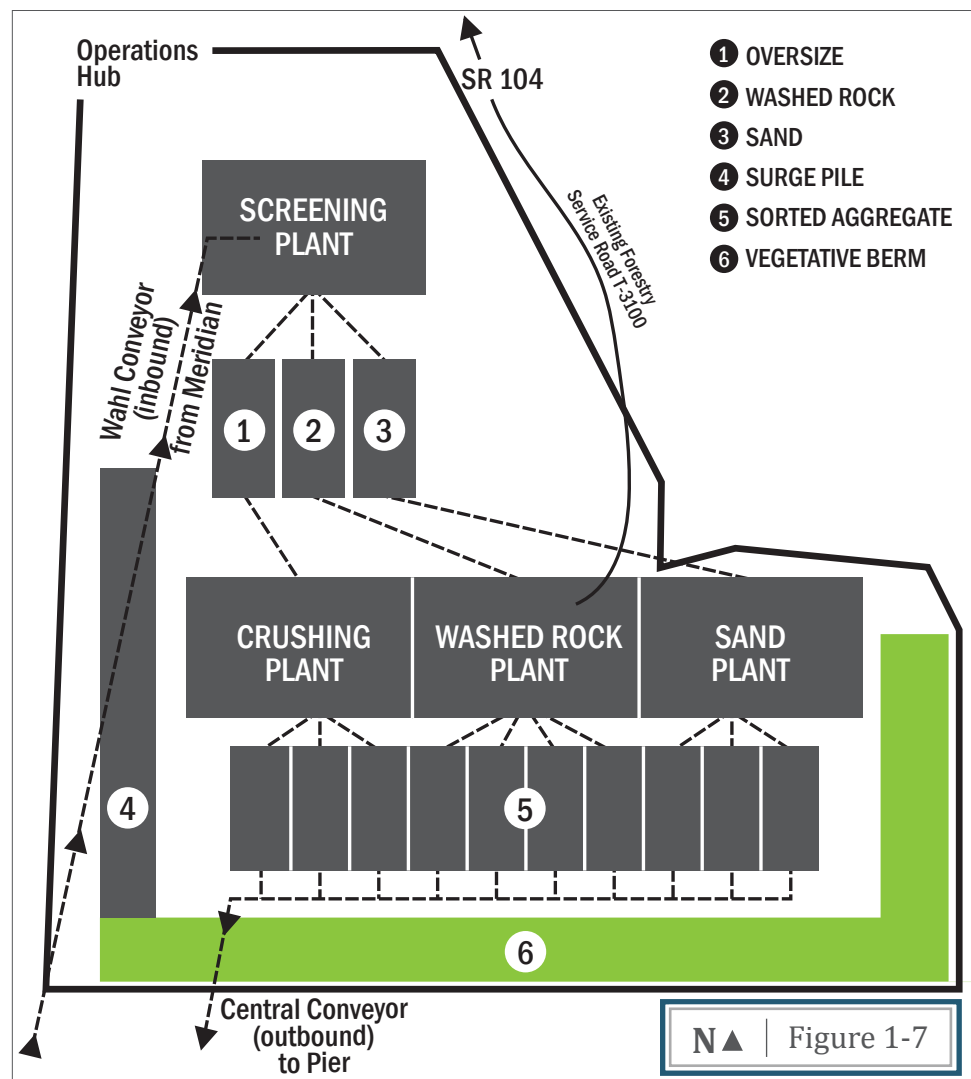 Operations
Hub
SR 104
1 OVERSIZE
2 WASHED ROCK
3 SAND
4 SURGE PILE
5 SORTED AGGREGATE
6 VEGETATIVE BERM
SCREENING
PLANT
Existing Forestry
Service Road T-3100
Wahl Conveyor
(inbound)
from Meridian
1
2
3
CRUSHING
PLANT
WASHED ROCK
PLANT
SAND
PLANT
4
5
6
Central Conveyor
(outbound)
to Pier
N▲ | Figure 1-7